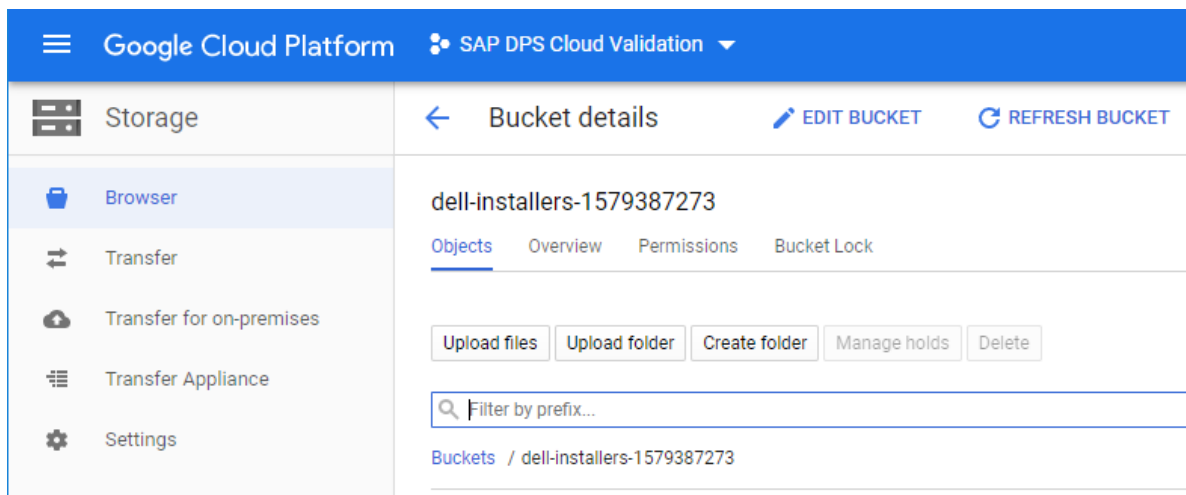 Google Cloud Platform SAP DPS Cloud Validation
Storage
Bucket details EDIT BUCKET REFRESH BUCKET
Browser
Transfer
Transfer for on-premises
Transfer Appliance
Settings
dell-installers-1579387273
Objects Overview Permissions Bucket Lock
Upload files Upload folder Create folder Manage holds Delete
Filter by prefix...
Buckets / dell-installers-1579387273